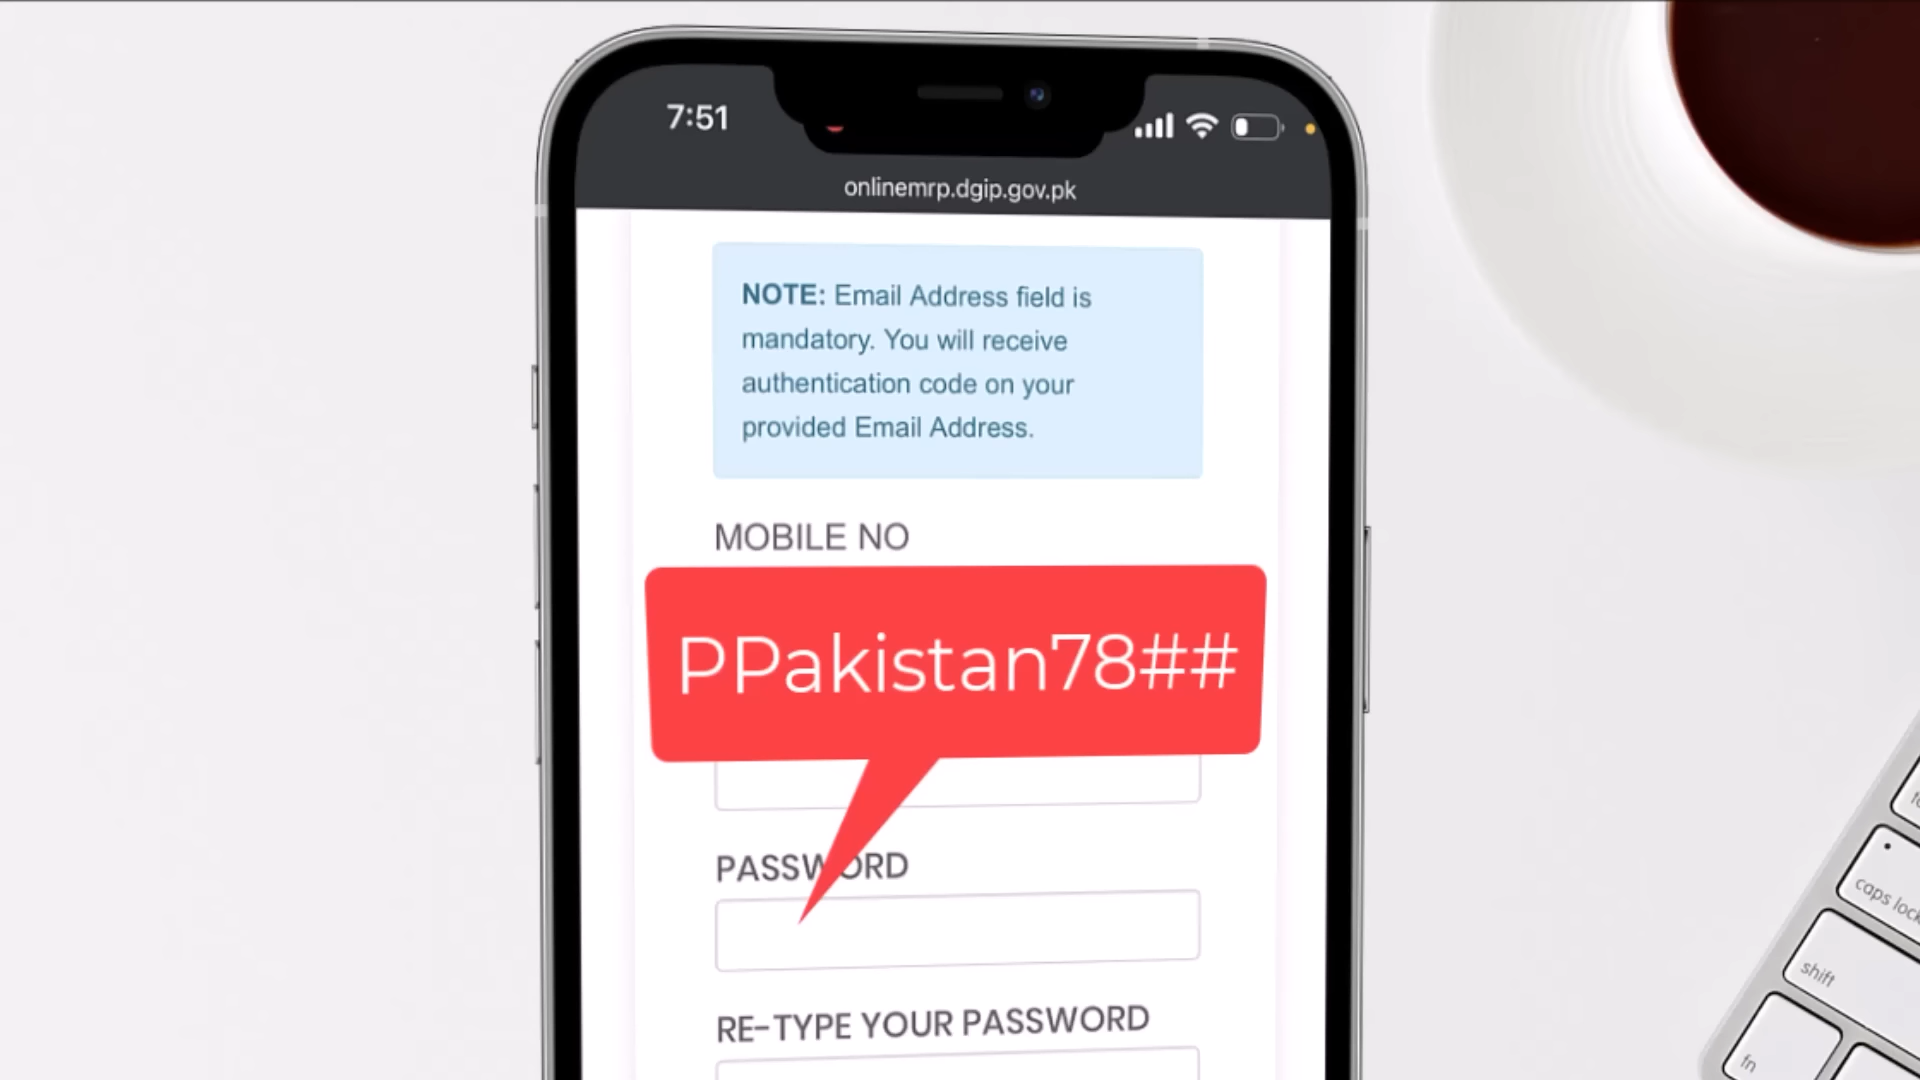 7:51
onlinemrp.dgip.gov.pk
NOTE: Email Address field is
mandatory. You will receive
authentication code on your
provided Email Address.
MOBILE NO
PPakistan78##
PASSWORD
RE-TYPE YOUR PASSWORD
caps lock
shift
fn